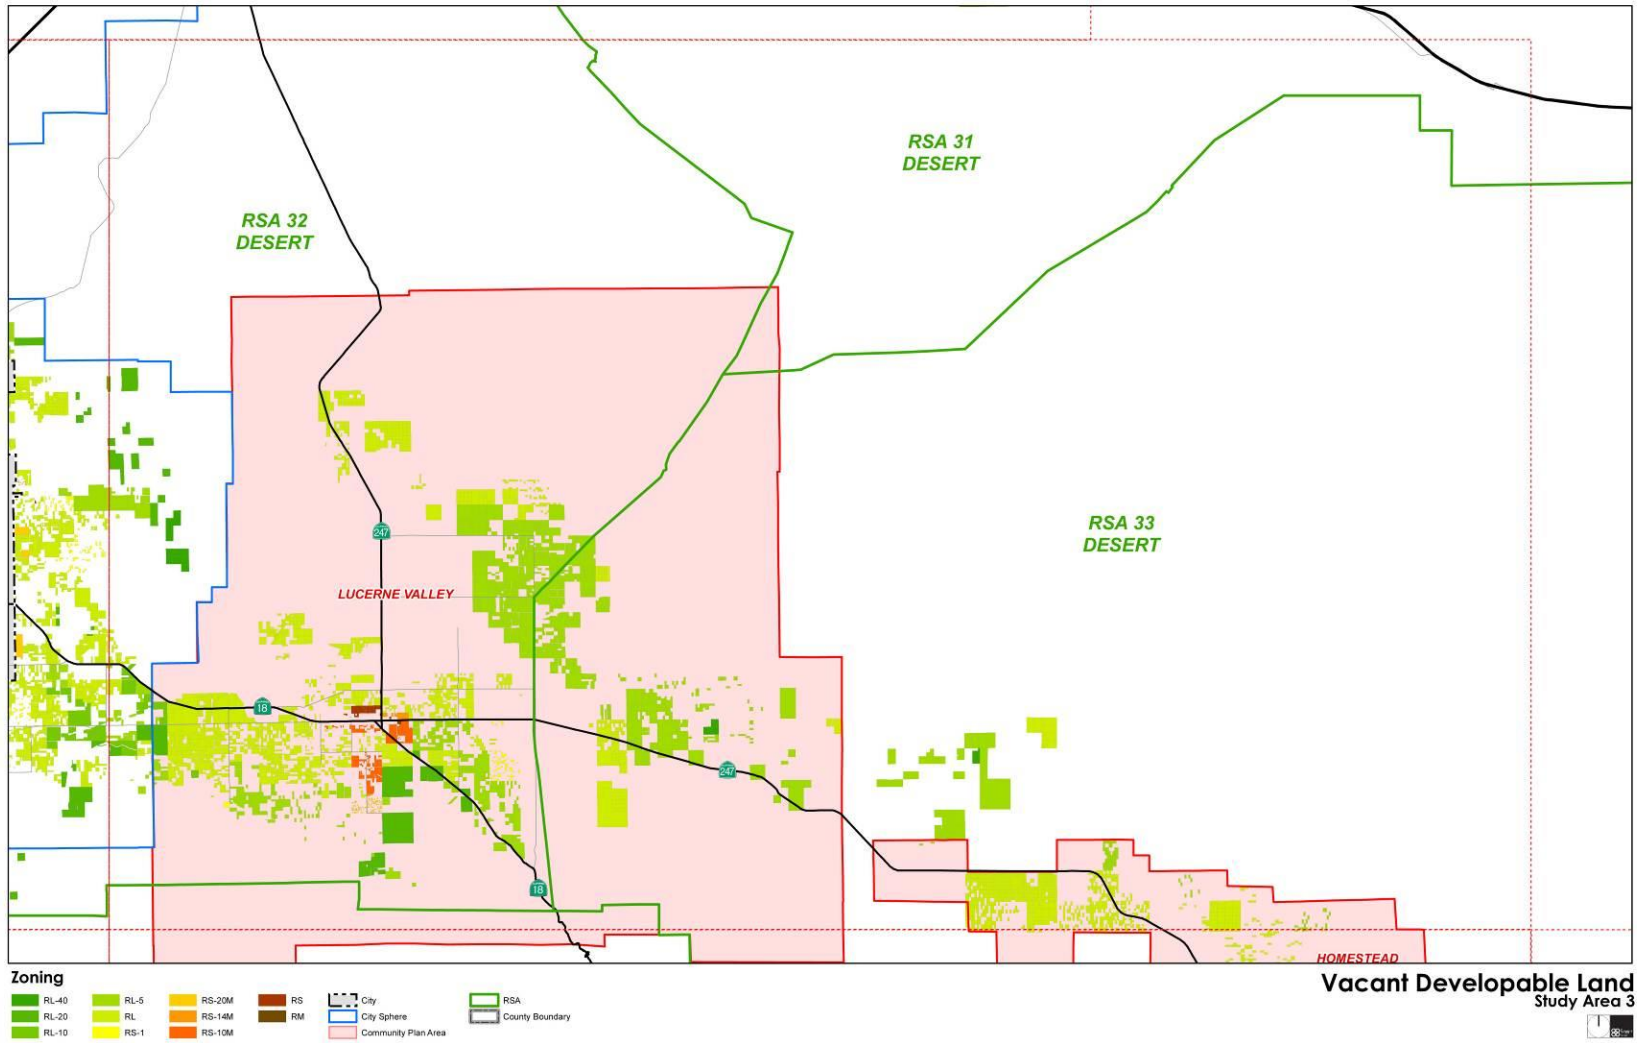 RSA 31
DESERT
RSA 32
DESERT
RSA 33
DESERT
247
LUCERNE VALLEY
18
247
18
HOMESTEAD
Zoning
RL-40
RL-20
RL-10
RL-5
RL
RS-1
RS-20M
RS-14M
RS-10M
RS
RM
City
City Sphere
Community Plan Area
RSA
County Boundary
Vacant Developable Land
Study Area 3